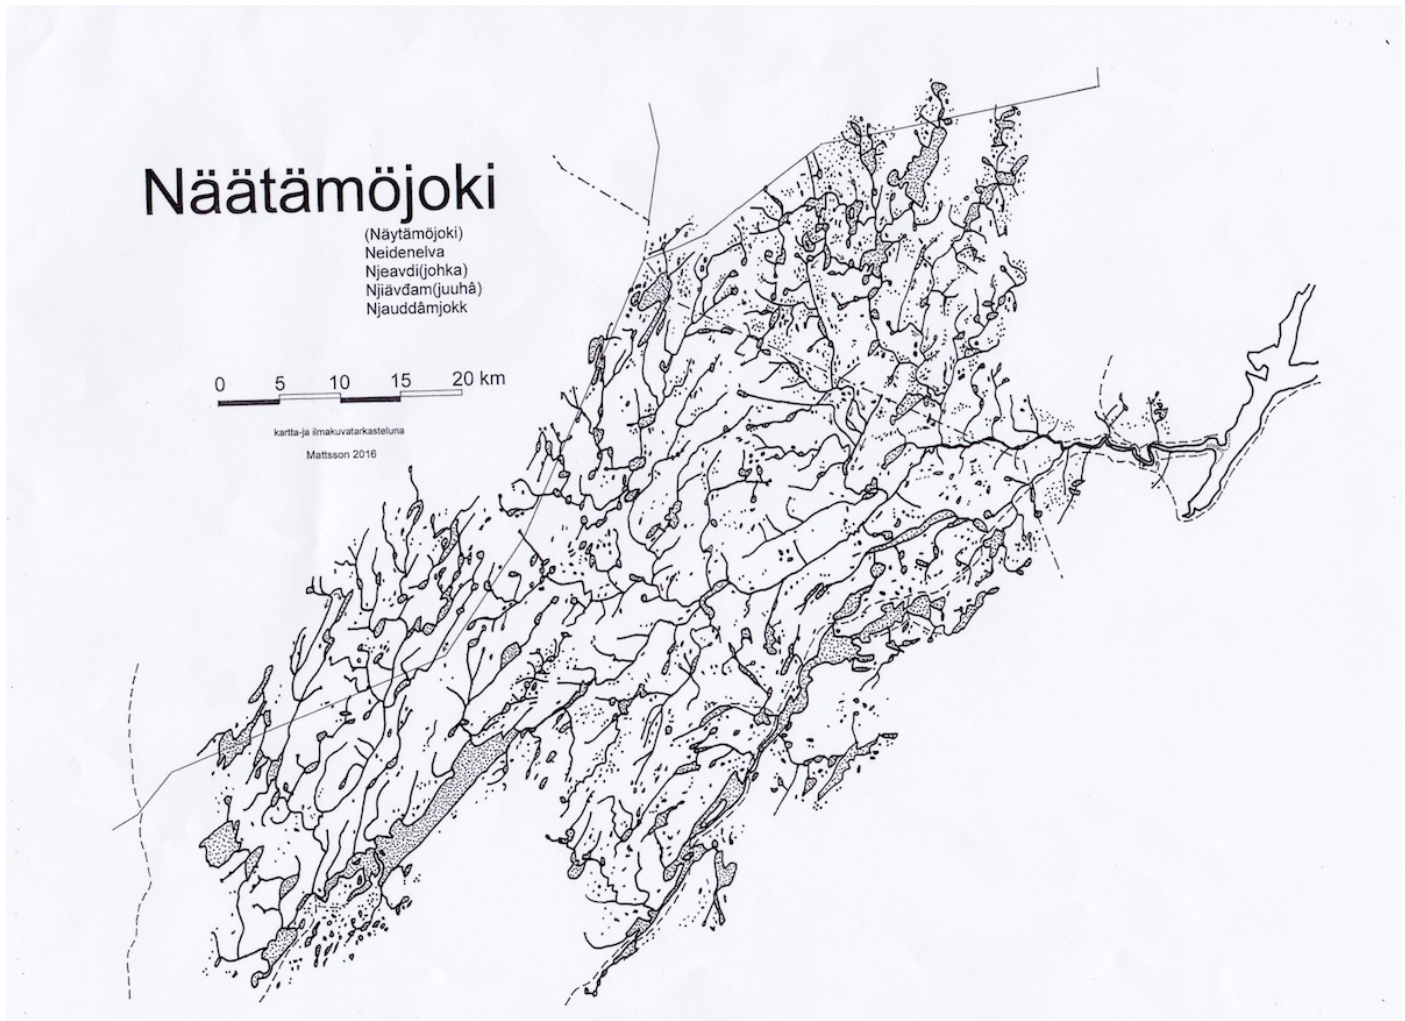 Näätämöjoki
(Näytämöjoki)
Neidenelva
Njeavdi(johka)
Njiävđam(juuhâ)
Njauddâmjokk
0 5 10 15 20 km
kartta-ja ilmakuvatarkasteluna
Mattsson 2016